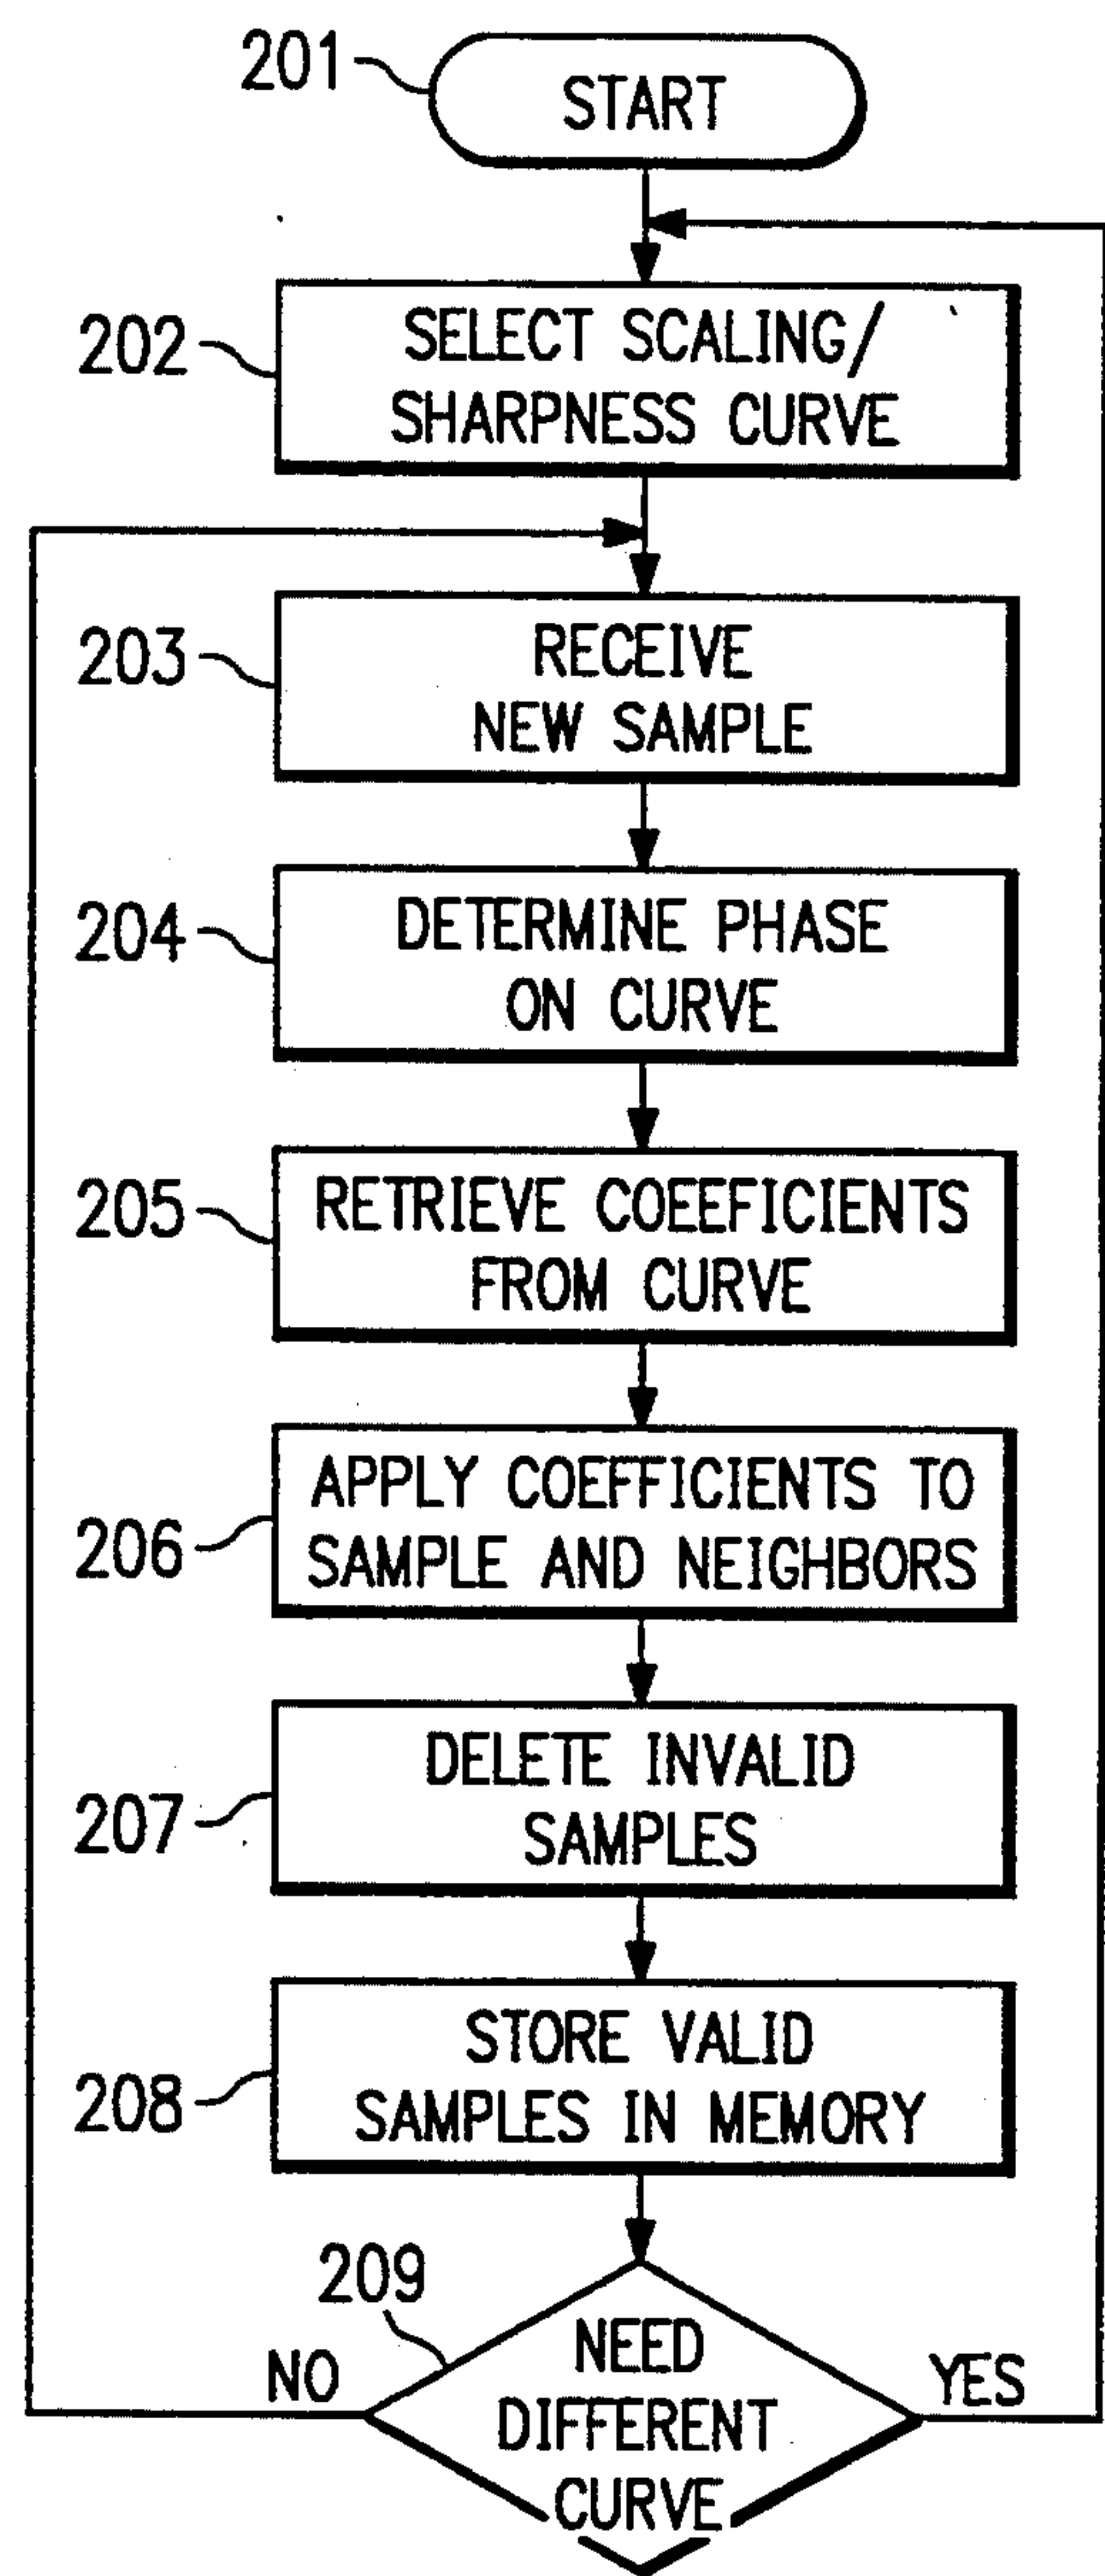 201
START
202
SELECT SCALING/
SHARPNESS CURVE
203
RECEIVE
NEW SAMPLE
204
DETERMINE PHASE
ON CURVE
205
RETRIEVE COEEFICIENTS
FROM CURVE
206
APPLY COEFFICIENTS TO
SAMPLE AND NEIGHBORS
207
DELETE INVALID
SAMPLES
208
STORE VALID
SAMPLES IN MEMORY
209
NO
NEED
DIFFERENT
CURVE
YES